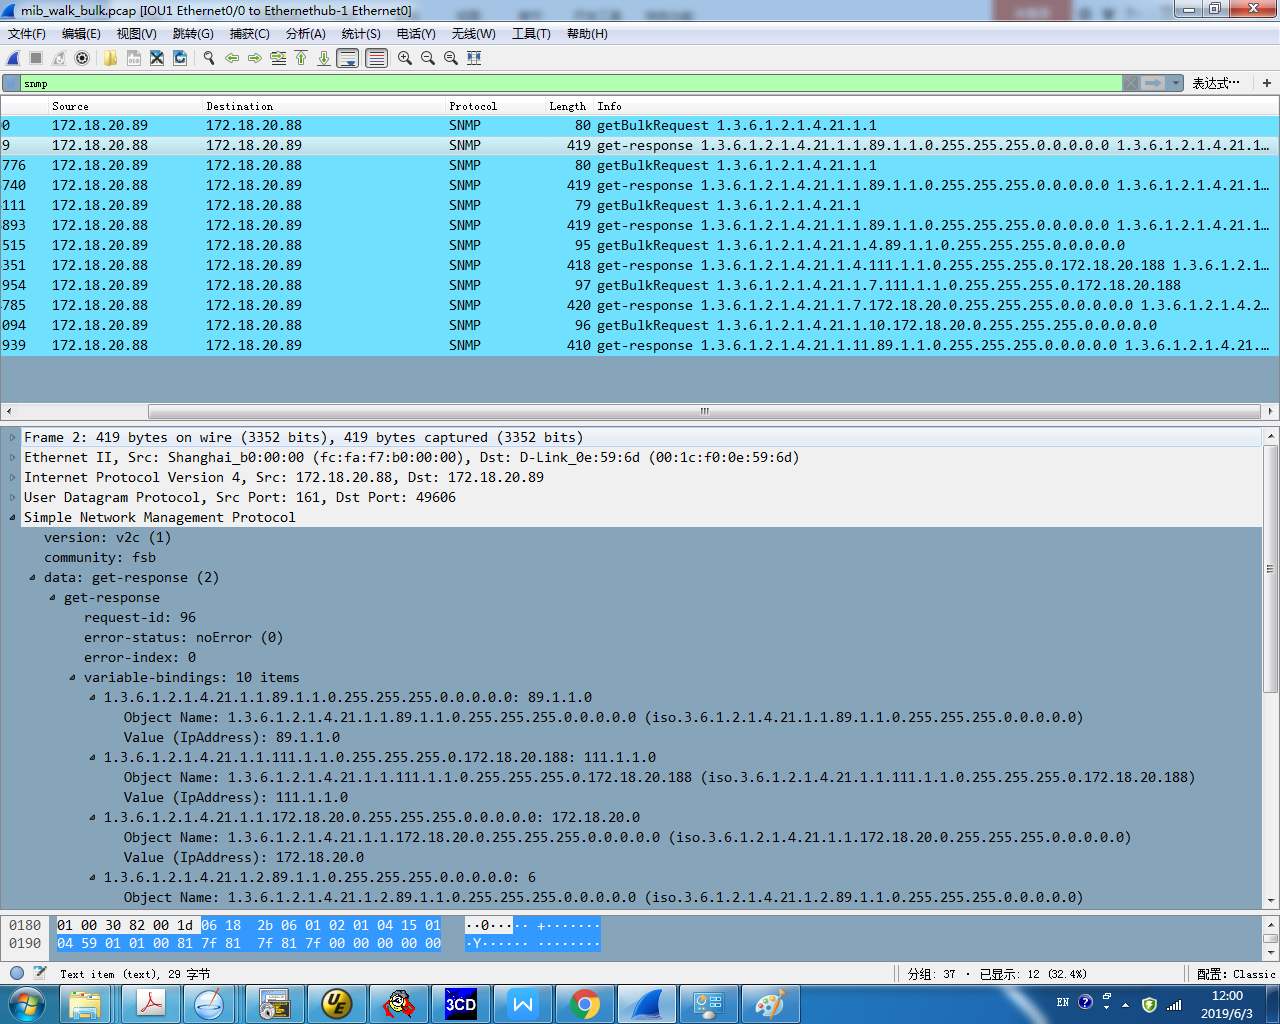 mib_walk_bulk.pcap [IOU1 Ethernet0/0 to Ethernethub-1 Ethernet0]
文件(F) 编辑(E) 视图(V) 跳转(G) 捕获(C) 分析(A) 统计(S) 电话(Y) 无线(W) 工具(T) 帮助(H)
snmp 表达式… +
Source Destination Protocol Length Info
0 172.18.20.89 172.18.20.88 SNMP 80 getBulkRequest 1.3.6.1.2.1.4.21.1.1
9 172.18.20.88 172.18.20.89 SNMP 419 get-response 1.3.6.1.2.1.4.21.1.1.89.1.1.0.255.255.255.0.0.0.0.0 1.3.6.1.2.1.4.21.1…
776 172.18.20.89 172.18.20.88 SNMP 80 getBulkRequest 1.3.6.1.2.1.4.21.1.1
740 172.18.20.88 172.18.20.89 SNMP 419 get-response 1.3.6.1.2.1.4.21.1.1.89.1.1.0.255.255.255.0.0.0.0.0 1.3.6.1.2.1.4.21.1…
111 172.18.20.89 172.18.20.88 SNMP 79 getBulkRequest 1.3.6.1.2.1.4.21.1
893 172.18.20.88 172.18.20.89 SNMP 419 get-response 1.3.6.1.2.1.4.21.1.1.89.1.1.0.255.255.255.0.0.0.0.0 1.3.6.1.2.1.4.21.1…
515 172.18.20.89 172.18.20.88 SNMP 95 getBulkRequest 1.3.6.1.2.1.4.21.1.4.89.1.1.0.255.255.255.0.0.0.0.0
351 172.18.20.88 172.18.20.89 SNMP 418 get-response 1.3.6.1.2.1.4.21.1.4.111.1.1.0.255.255.255.0.172.18.20.188 1.3.6.1.2.1…
954 172.18.20.89 172.18.20.88 SNMP 97 getBulkRequest 1.3.6.1.2.1.4.21.1.7.111.1.1.0.255.255.255.0.172.18.20.188
785 172.18.20.88 172.18.20.89 SNMP 420 get-response 1.3.6.1.2.1.4.21.1.7.172.18.20.0.255.255.255.0.0.0.0.0 1.3.6.1.2.1.4.2…
094 172.18.20.89 172.18.20.88 SNMP 96 getBulkRequest 1.3.6.1.2.1.4.21.1.10.172.18.20.0.255.255.255.0.0.0.0.0
939 172.18.20.88 172.18.20.89 SNMP 410 get-response 1.3.6.1.2.1.4.21.1.11.89.1.1.0.255.255.255.0.0.0.0.0 1.3.6.1.2.1.4.21.…
Frame 2: 419 bytes on wire (3352 bits), 419 bytes captured (3352 bits)
Ethernet II, Src: Shanghai_b0:00:00 (fc:fa:f7:b0:00:00), Dst: D-Link_0e:59:6d (00:1c:f0:0e:59:6d)
Internet Protocol Version 4, Src: 172.18.20.88, Dst: 172.18.20.89
User Datagram Protocol, Src Port: 161, Dst Port: 49606
Simple Network Management Protocol
version: v2c (1)
community: fsb
data: get-response (2)
get-response
request-id: 96
error-status: noError (0)
error-index: 0
variable-bindings: 10 items
1.3.6.1.2.1.4.21.1.1.89.1.1.0.255.255.255.0.0.0.0.0: 89.1.1.0
Object Name: 1.3.6.1.2.1.4.21.1.1.89.1.1.0.255.255.255.0.0.0.0.0 (iso.3.6.1.2.1.4.21.1.1.89.1.1.0.255.255.255.0.0.0.0.0)
Value (IpAddress): 89.1.1.0
1.3.6.1.2.1.4.21.1.1.111.1.1.0.255.255.255.0.172.18.20.188: 111.1.1.0
Object Name: 1.3.6.1.2.1.4.21.1.1.111.1.1.0.255.255.255.0.172.18.20.188 (iso.3.6.1.2.1.4.21.1.1.111.1.1.0.255.255.255.0.172.18.20.188)
Value (IpAddress): 111.1.1.0
1.3.6.1.2.1.4.21.1.1.172.18.20.0.255.255.255.0.0.0.0.0: 172.18.20.0
Object Name: 1.3.6.1.2.1.4.21.1.1.172.18.20.0.255.255.255.0.0.0.0.0 (iso.3.6.1.2.1.4.21.1.1.172.18.20.0.255.255.255.0.0.0.0.0)
Value (IpAddress): 172.18.20.0
1.3.6.1.2.1.4.21.1.2.89.1.1.0.255.255.255.0.0.0.0.0: 6
Object Name: 1.3.6.1.2.1.4.21.1.2.89.1.1.0.255.255.255.0.0.0.0.0 (iso.3.6.1.2.1.4.21.1.2.89.1.1.0.255.255.255.0.0.0.0.0)
0180 01 00 30 82 00 1d 06 18 2b 06 01 02 01 04 15 01 ··0····· +·······
0190 04 59 01 01 00 81 7f 81 7f 81 7f 00 00 00 00 00 ·Y······ ········
Text item (text), 29 字节 分组: 37 · 已显示: 12 (32.4%) 配置: Classic
3CD EN 12:00
2019/6/3